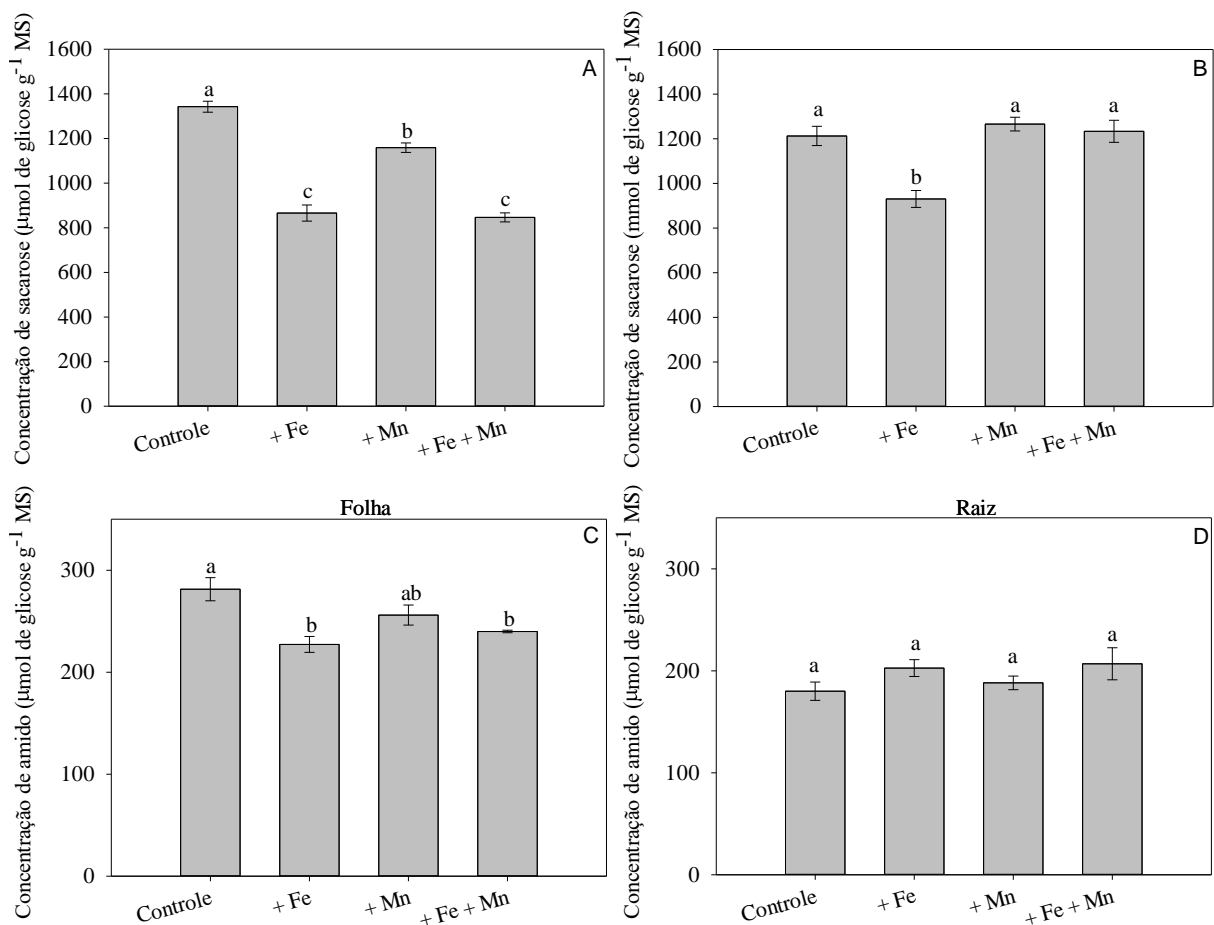 Concentração de sacarose (μmol de glicose g-1 MS)
1600
1400
1200
1000
800
600
400
200
0
A
a
c
b
c
Controle
+ Fe
+ Mn
+ Fe + Mn
Concentração de sacarose (mmol de glicose g-1 MS)
1600
1400
1200
1000
800
600
400
200
0
B
a
b
a
a
Controle
+ Fe
+ Mn
+ Fe + Mn
Concentração de amido (μmol de glicose g-1 MS)
Folha
300
200
100
0
C
a
b
ab
b
Controle
+ Fe
+ Mn
+ Fe + Mn
Concentração de amido (μmol de glicose g-1 MS)
Raiz
300
200
100
0
D
a
a
a
a
Controle
+ Fe
+ Mn
+ Fe + Mn